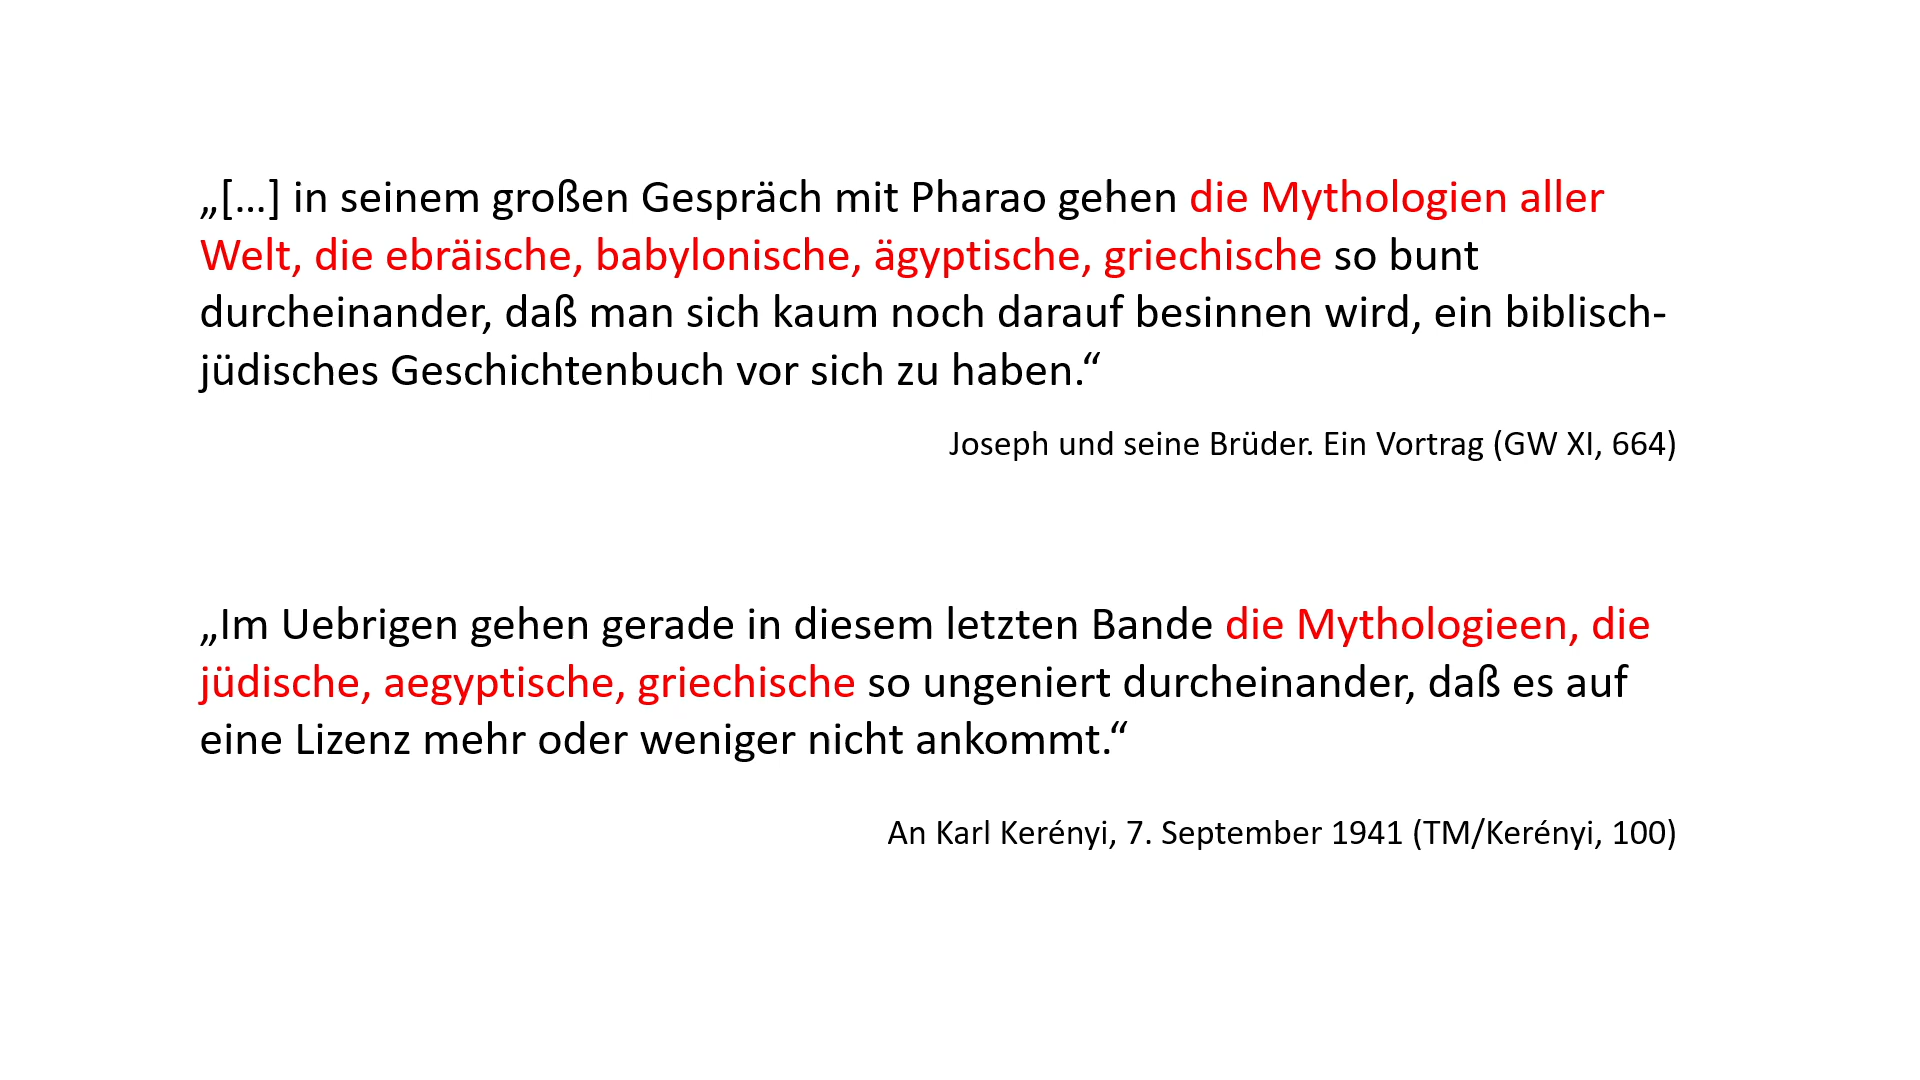 „[…] in seinem großen Gespräch mit Pharao gehen die Mythologien aller
Welt, die ebräische, babylonische, ägyptische, griechische so bunt
durcheinander, daß man sich kaum noch darauf besinnen wird, ein biblisch-
jüdisches Geschichtenbuch vor sich zu haben.“
Joseph und seine Brüder. Ein Vortrag (GW XI, 664)
„Im Uebrigen gehen gerade in diesem letzten Bande die Mythologieen, die
jüdische, aegyptische, griechische so ungeniert durcheinander, daß es auf
eine Lizenz mehr oder weniger nicht ankommt.“
An Karl Kerényi, 7. September 1941 (TM/Kerényi, 100)